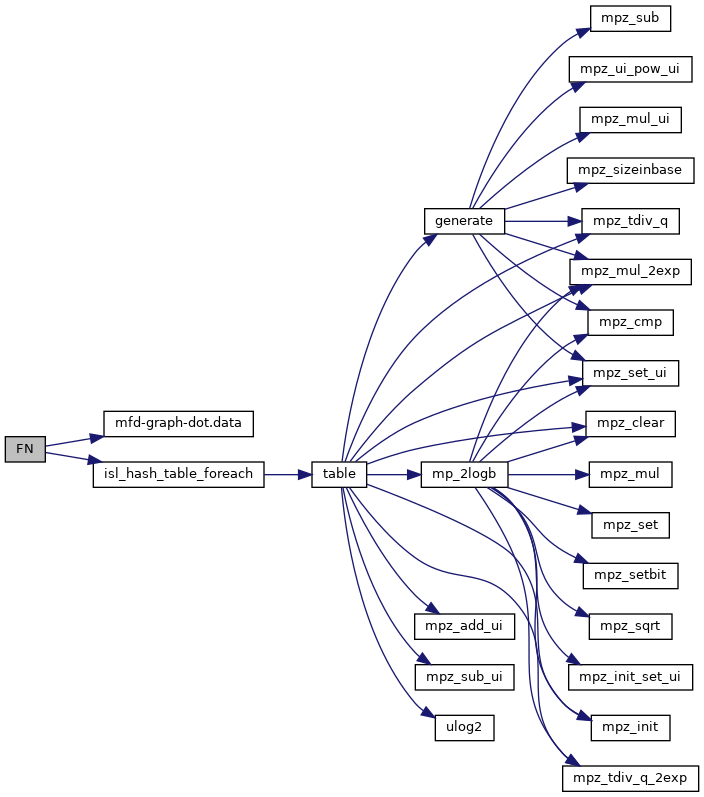 mpz_sub
mpz_ui_pow_ui
mpz_mul_ui
mpz_sizeinbase
generate
mpz_tdiv_q
mpz_mul_2exp
mpz_cmp
mpz_set_ui
mfd-graph-dot.data
mpz_clear
FN
isl_hash_table_foreach
table
mp_2logb
mpz_mul
mpz_set
mpz_setbit
mpz_add_ui
mpz_sqrt
mpz_sub_ui
mpz_init_set_ui
ulog2
mpz_init
mpz_tdiv_q_2exp